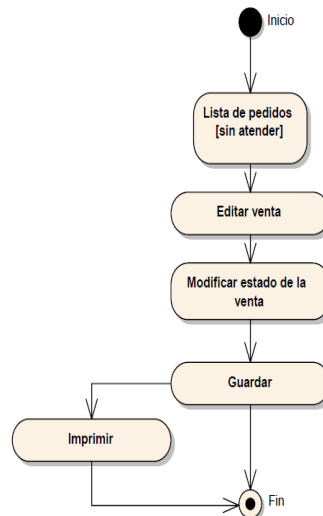 Inicio
Lista de pedidos
[sin atender]
Editar venta
Modificar estado de la
venta
Guardar
Imprimir
Fin